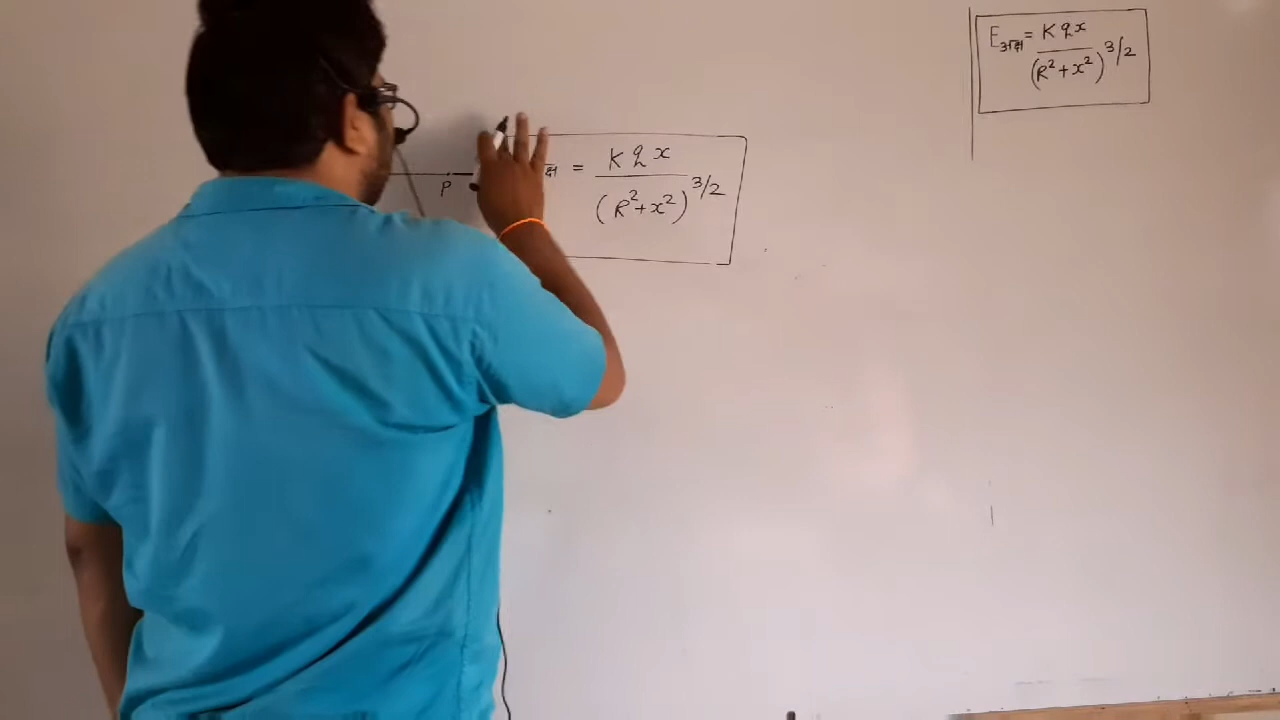 P
क्ष = K q x / (R² + x²)^3/2
E अक्ष = K q x / (R² + x²)^3/2